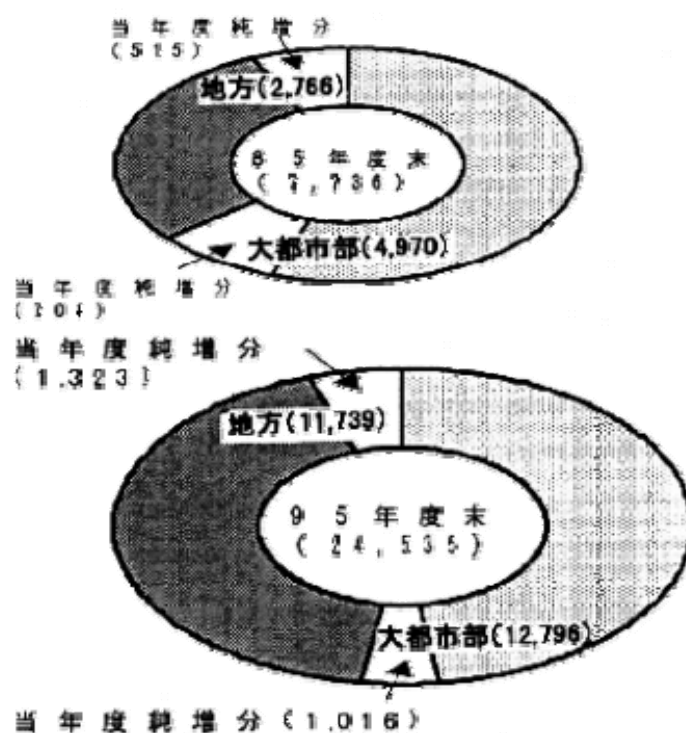 当年度純増分
(515)
地方(2,766)
85年度末
(7,736)
大都市部(4,970)
当年度純増分
当年度純増分
(1,323)
地方(11,739)
95年度末
(24,535)
大都市部(12,796)
当年度純増分(1,016)